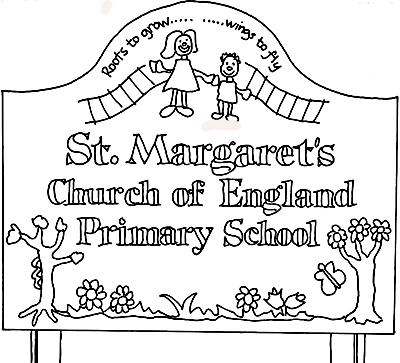 Roots to grow..... .....wings to fly
St. Margaret's
Church of England
Primary School